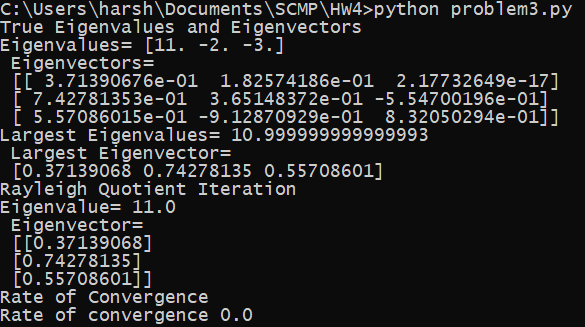 C:\Users\harsh\Documents\SCMP\HW4>python problem3.py
True Eigenvalues and Eigenvectors
Eigenvalues= [11. -2. -3.]
 Eigenvectors=
 [[ 3.71390676e-01  1.82574186e-01  2.17732649e-17]
 [ 7.42781353e-01  3.65148372e-01 -5.54700196e-01]
 [ 5.57086015e-01 -9.12870929e-01  8.32050294e-01]]
Largest Eigenvalues= 10.999999999999993
 Largest Eigenvector=
 [0.37139068 0.74278135 0.55708601]
Rayleigh Quotient Iteration
Eigenvalue= 11.0
 Eigenvector=
 [[0.37139068]
 [0.74278135]
 [0.55708601]]
Rate of Convergence
Rate of convergence 0.0